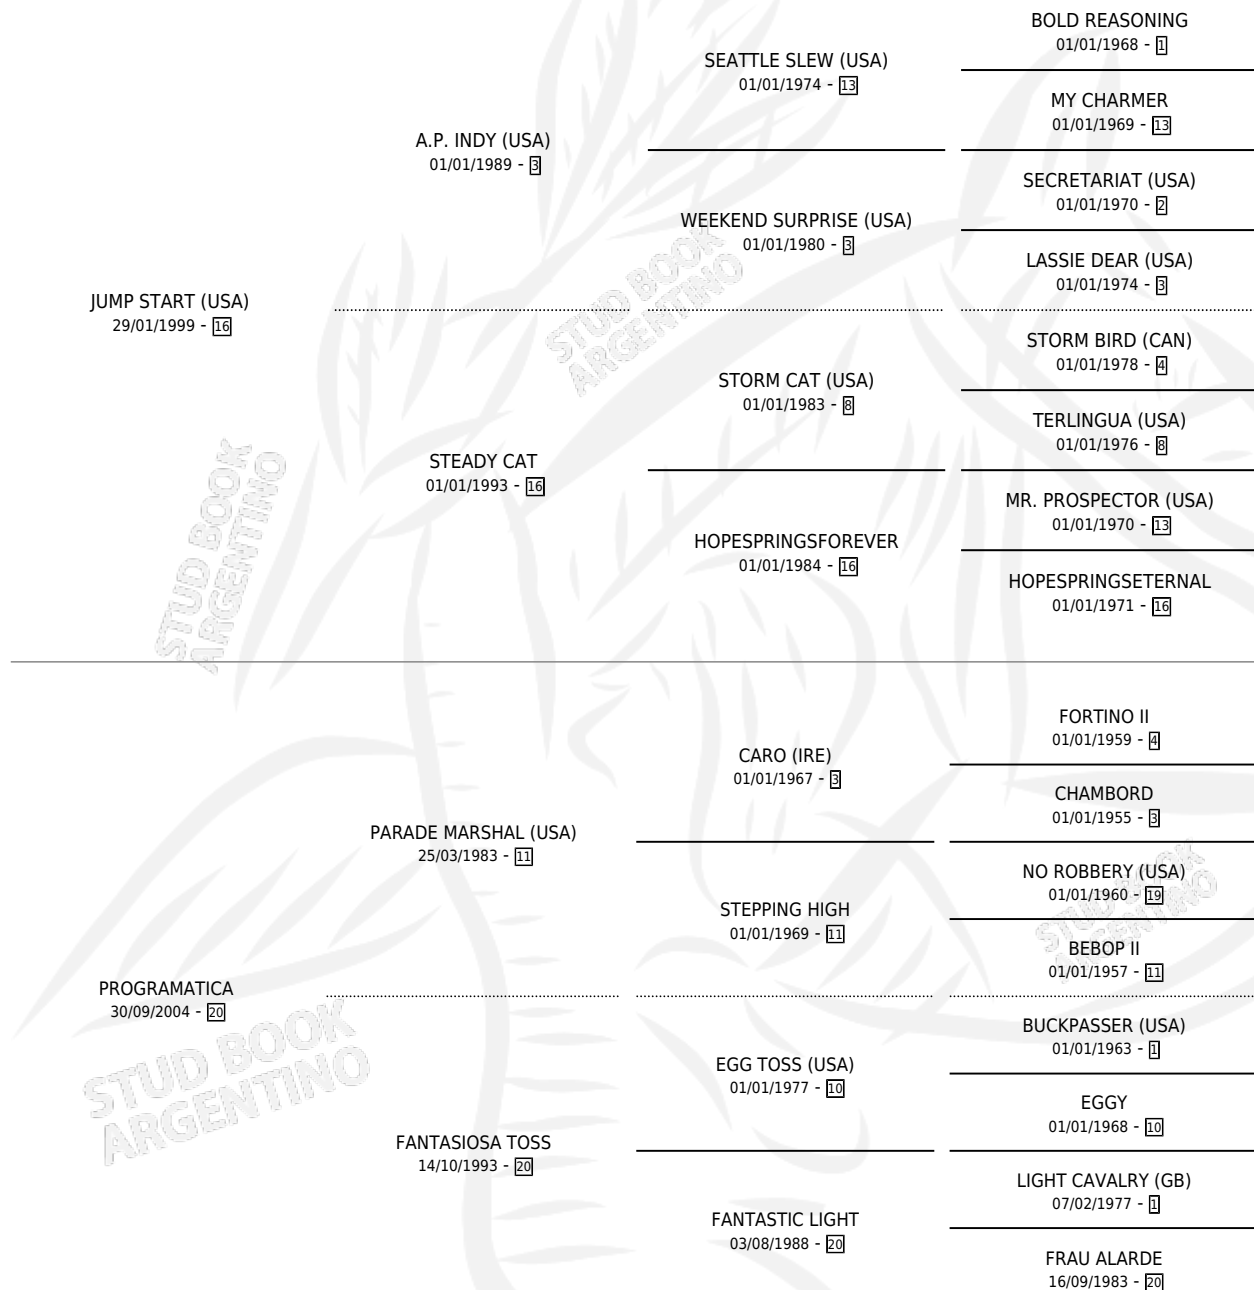 BOLD REASONING
01/01/1968 - 1
SEATTLE SLEW (USA)
01/01/1974 - 13
MY CHARMER
01/01/1969 - 13
A.P. INDY (USA)
01/01/1989 - 3
SECRETARIAT (USA)
01/01/1970 - 2
WEEKEND SURPRISE (USA)
01/01/1980 - 3
LASSIE DEAR (USA)
01/01/1974 - 3
JUMP START (USA)
29/01/1999 - 16
STORM BIRD (CAN)
01/01/1978 - 4
STORM CAT (USA)
01/01/1983 - 8
TERLINGUA (USA)
01/01/1976 - 8
STEADY CAT
01/01/1993 - 16
MR. PROSPECTOR (USA)
01/01/1970 - 13
HOPESPRINGSFOREVER
01/01/1984 - 16
HOPESPRINGSETERNAL
01/01/1971 - 16
FORTINO II
01/01/1959 - 4
CARO (IRE)
01/01/1967 - 3
CHAMBORD
01/01/1955 - 3
PARADE MARSHAL (USA)
25/03/1983 - 11
NO ROBBERY (USA)
01/01/1960 - 19
STEPPING HIGH
01/01/1969 - 11
BEBOP II
01/01/1957 - 11
PROGRAMATICA
30/09/2004 - 20
BUCKPASSER (USA)
01/01/1963 - 1
EGG TOSS (USA)
01/01/1977 - 10
EGGY
01/01/1968 - 10
FANTASIOSA TOSS
14/10/1993 - 20
LIGHT CAVALRY (GB)
07/02/1977 - 1
FANTASTIC LIGHT
03/08/1988 - 20
FRAU ALARDE
16/09/1983 - 20
STUD BOOK
ARGENTINO
STUD BOOK
ARGENTINO
STUD BOOK
ARGENTINO
STUD BOOK
ARGENTINO